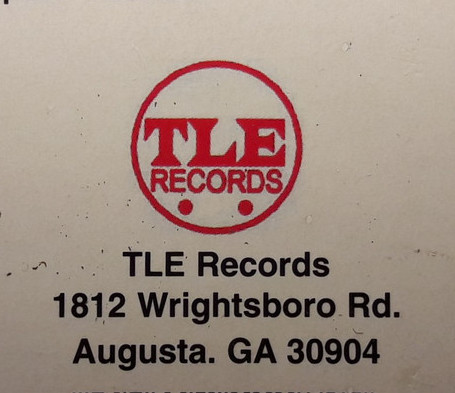 TLE
RECORDS
TLE Records
1812 Wrightsboro Rd.
Augusta. GA 30904